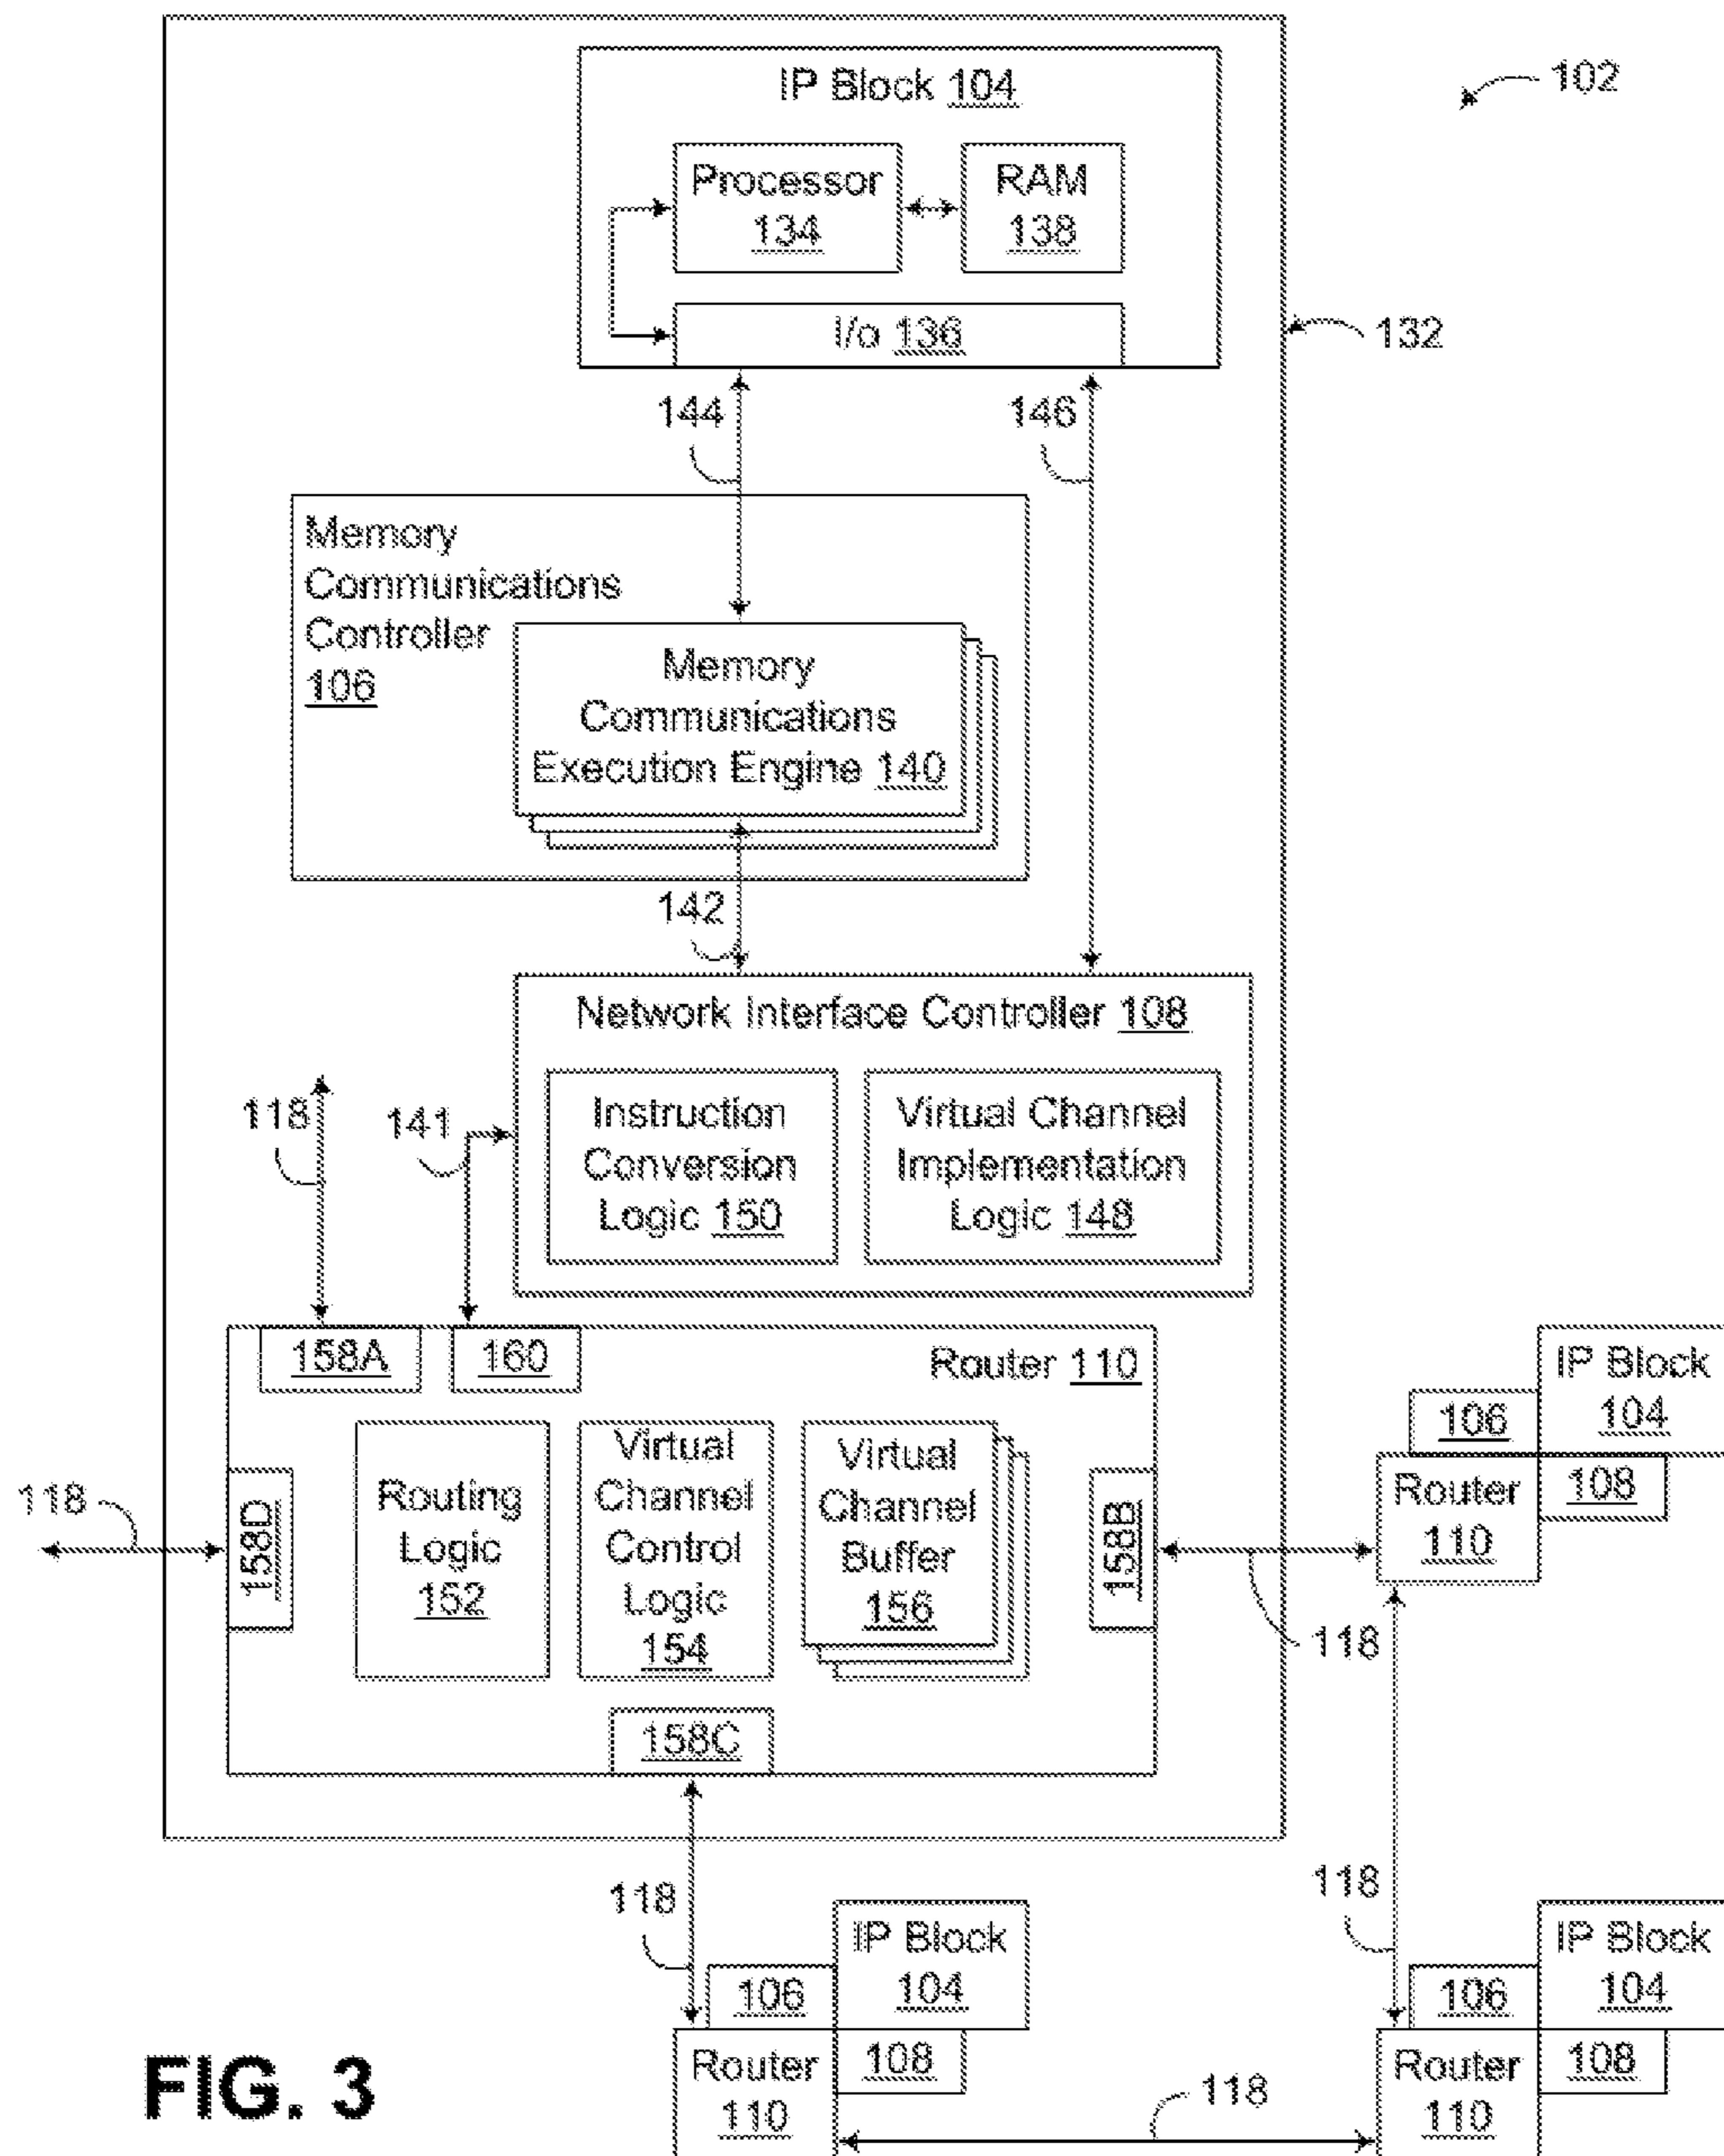 IP Block 104
102
Processor
134
RAM
138
I/o 136
132
144
146
Memory
Communications
Controller
106
Memory
Communications
Execution Engine 140
142
Network Interface Controller 108
118
141
Instruction
Conversion
Logic 150
Virtual Channel
Implementation
Logic 148
158A
160
Router 110
118
158D
Routing
Logic
152
Virtual
Channel
Control
Logic
154
Virtual
Channel
Buffer
156
158B
118
158C
IP Block
104
106
Router
110
108
118
118
IP Block
104
106
Router
110
108
118
IP Block
104
106
Router
110
108
FIG. 3